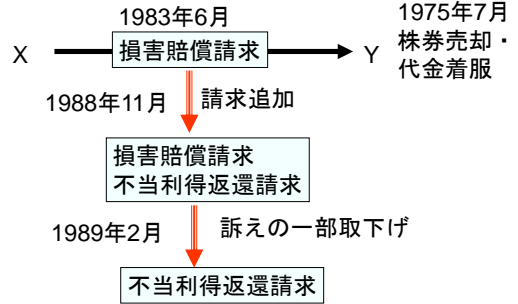 1983年6月
1975年7月
株券売却・
代金着服
X
損害賠償請求
Y
1988年11月
請求追加
損害賠償請求
不当利得返還請求
1989年2月
訴えの一部取下げ
不当利得返還請求